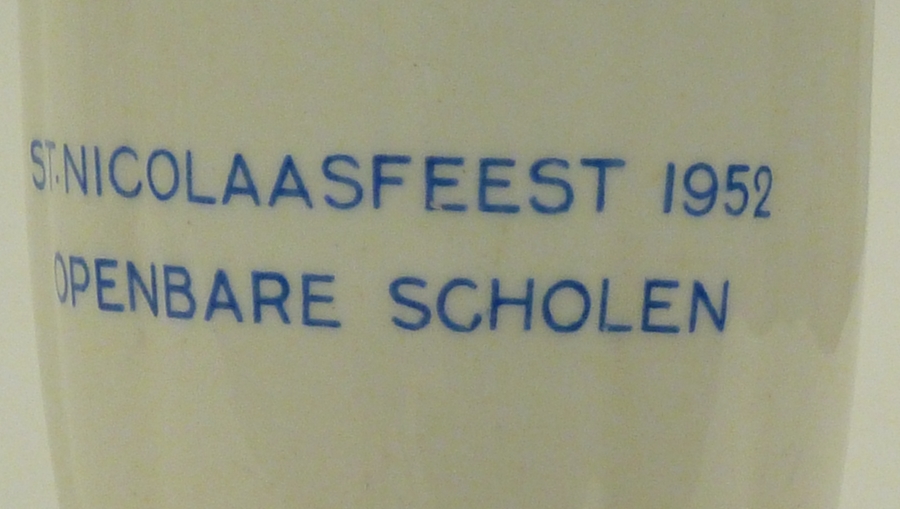 ST.NICOLAASFEEST 1952
OPENBARE SCHOLEN